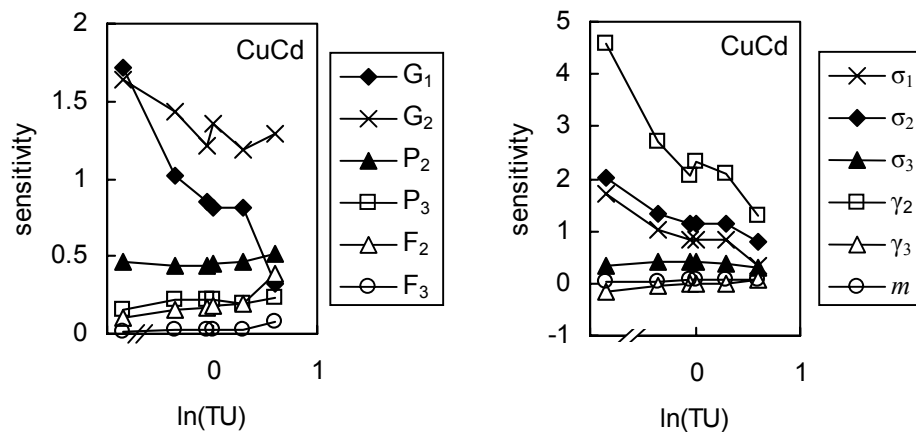 CuCd
sensitivity
2
1.5
1
0.5
0
0
1
ln(TU)
G₁
G₂
P₂
P₃
F₂
F₃
CuCd
sensitivity
5
4
3
2
1
0
-1
0
1
ln(TU)
σ₁
σ₂
σ₃
γ₂
γ₃
m